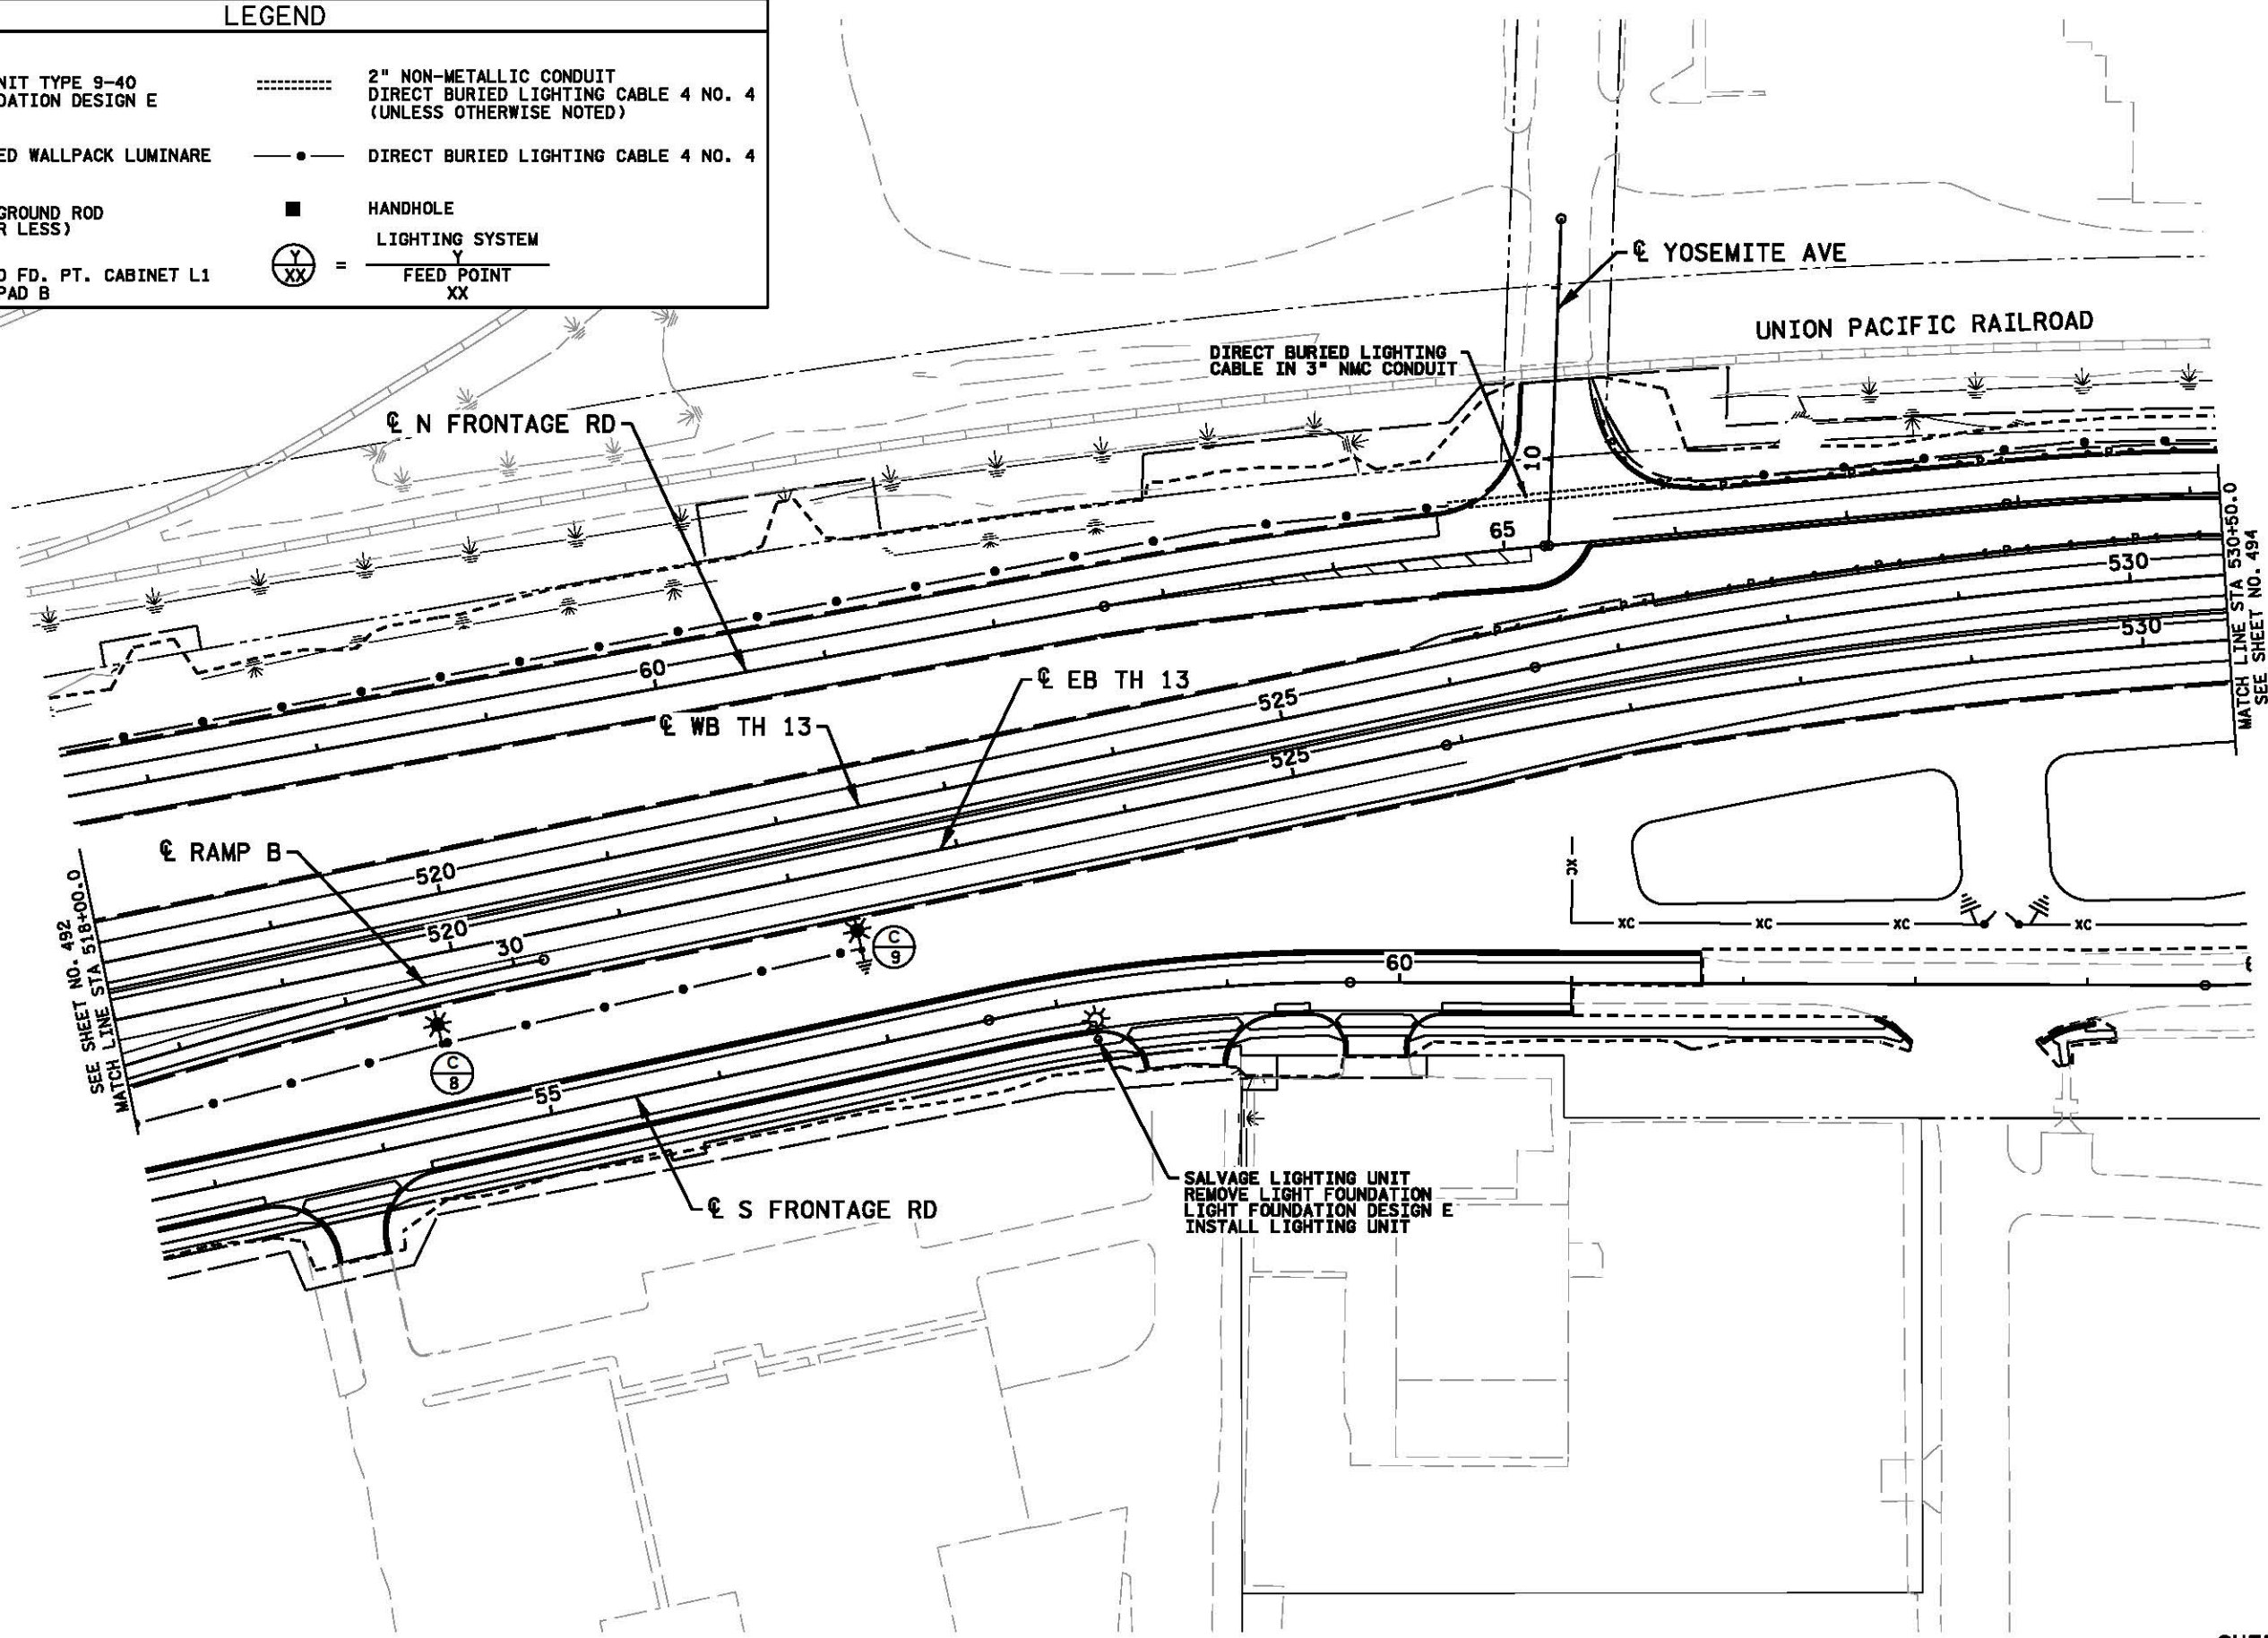 LEGEND
NIT TYPE 9-40
DATION DESIGN E
2" NON-METALLIC CONDUIT
DIRECT BURIED LIGHTING CABLE 4 NO. 4
(UNLESS OTHERWISE NOTED)
ED WALLPACK LUMINARE
DIRECT BURIED LIGHTING CABLE 4 NO. 4
GROUND ROD
R LESS)
HANDHOLE
D FD. PT. CABINET L1
PAD B
Y
XX
=
LIGHTING SYSTEM
Y
FEED POINT
XX
℄ YOSEMITE AVE
UNION PACIFIC RAILROAD
DIRECT BURIED LIGHTING
CABLE IN 3" NMC CONDUIT
℄ N FRONTAGE RD
10
65
60
℄ EB TH 13
℄ WB TH 13
525
525
530
530
MATCH LINE STA 530+50.0
SEE SHEET NO. 494
℄ RAMP B
520
520
30
SEE SHEET NO. 492
MATCH LINE STA 518+00.0
C
9
C
8
55
60
XC
XC
XC
XC
XC
P
P
P
P
P
P
P
P
℄ S FRONTAGE RD
SALVAGE LIGHTING UNIT
REMOVE LIGHT FOUNDATION
LIGHT FOUNDATION DESIGN E
INSTALL LIGHTING UNIT